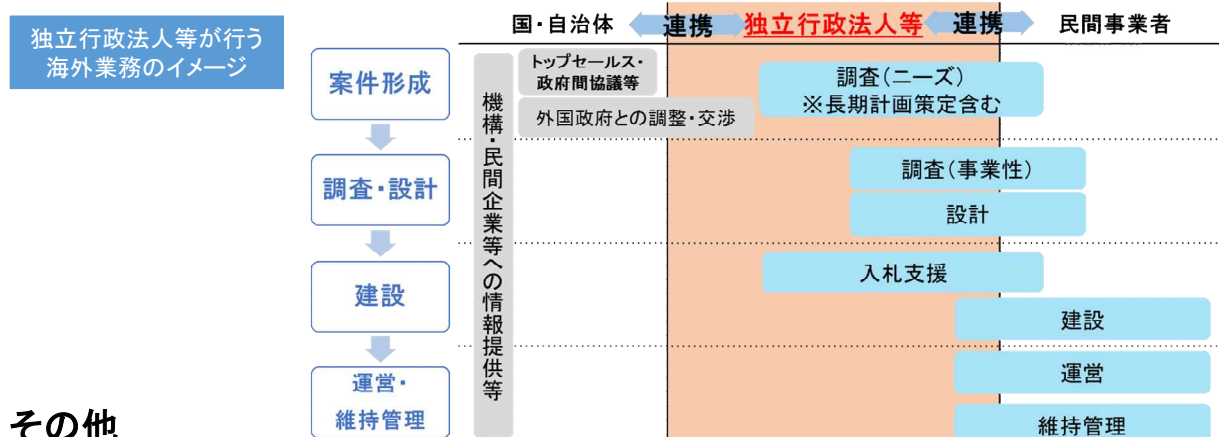 独立行政法人等が行う
海外業務のイメージ
国・自治体 連携 独立行政法人等 連携 民間事業者
案件形成
調査・設計
建設
運営・
維持管理
機構・民間企業等への情報提供等
トップセールス・
政府間協議等
外国政府との調整・交渉
調査(ニーズ)
※長期計画策定含む
調査(事業性)
設計
入札支援
建設
運営
維持管理
その他